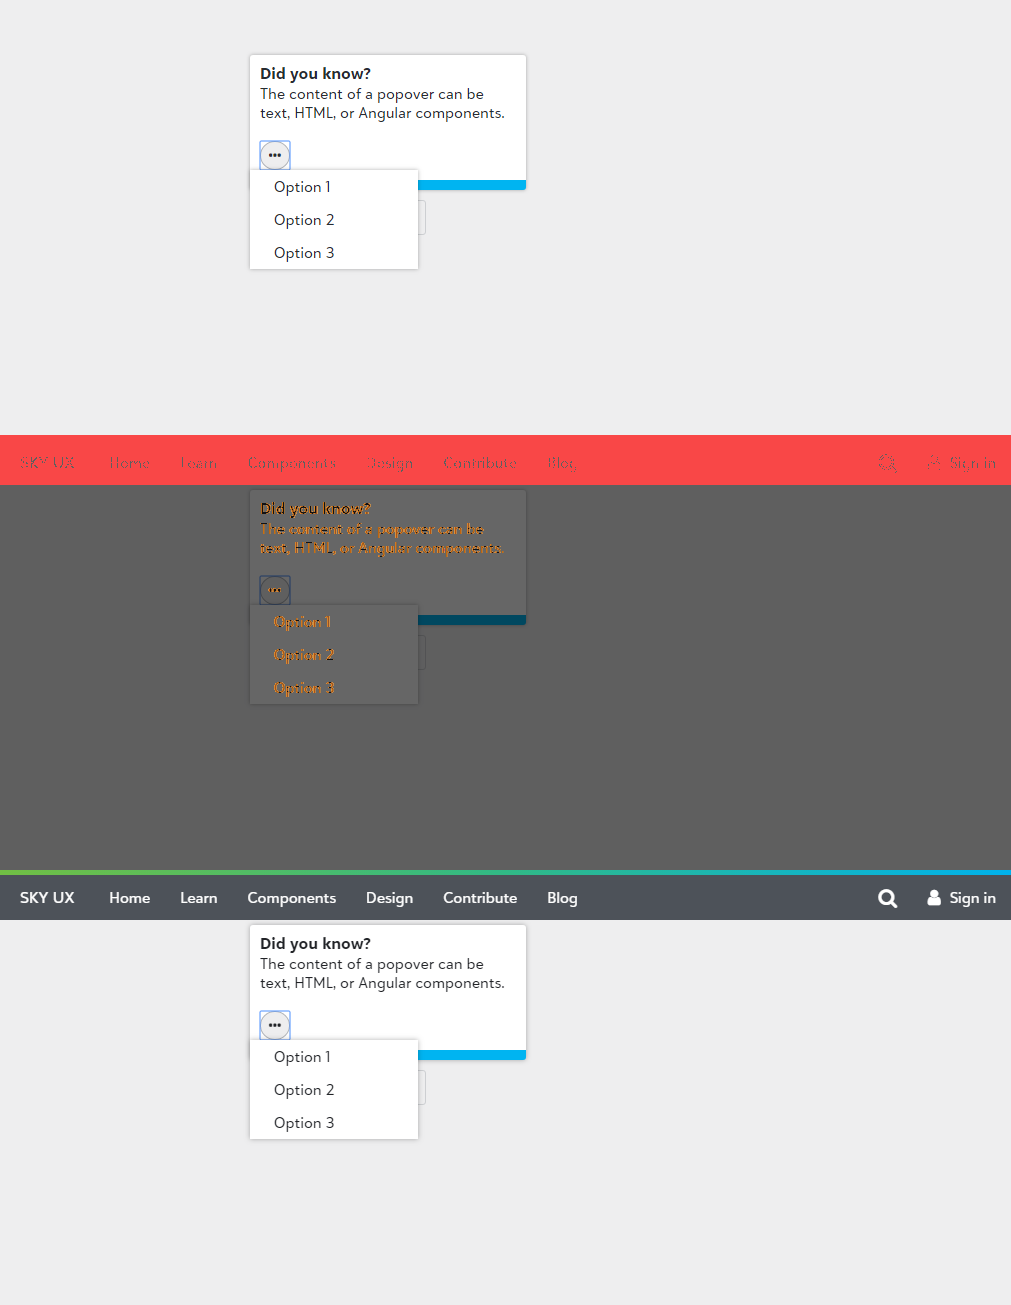 Did you know?
The content of a popover can be
text, HTML, or Angular components.
Option 1
Option 2
Option 3
SKY UX Home Learn Components Design Contribute Blog Sign in
Did you know?
The content of a popover can be
text, HTML, or Angular components.
Option 1
Option 2
Option 3
SKY UX Home Learn Components Design Contribute Blog Sign in
Did you know?
The content of a popover can be
text, HTML, or Angular components.
Option 1
Option 2
Option 3